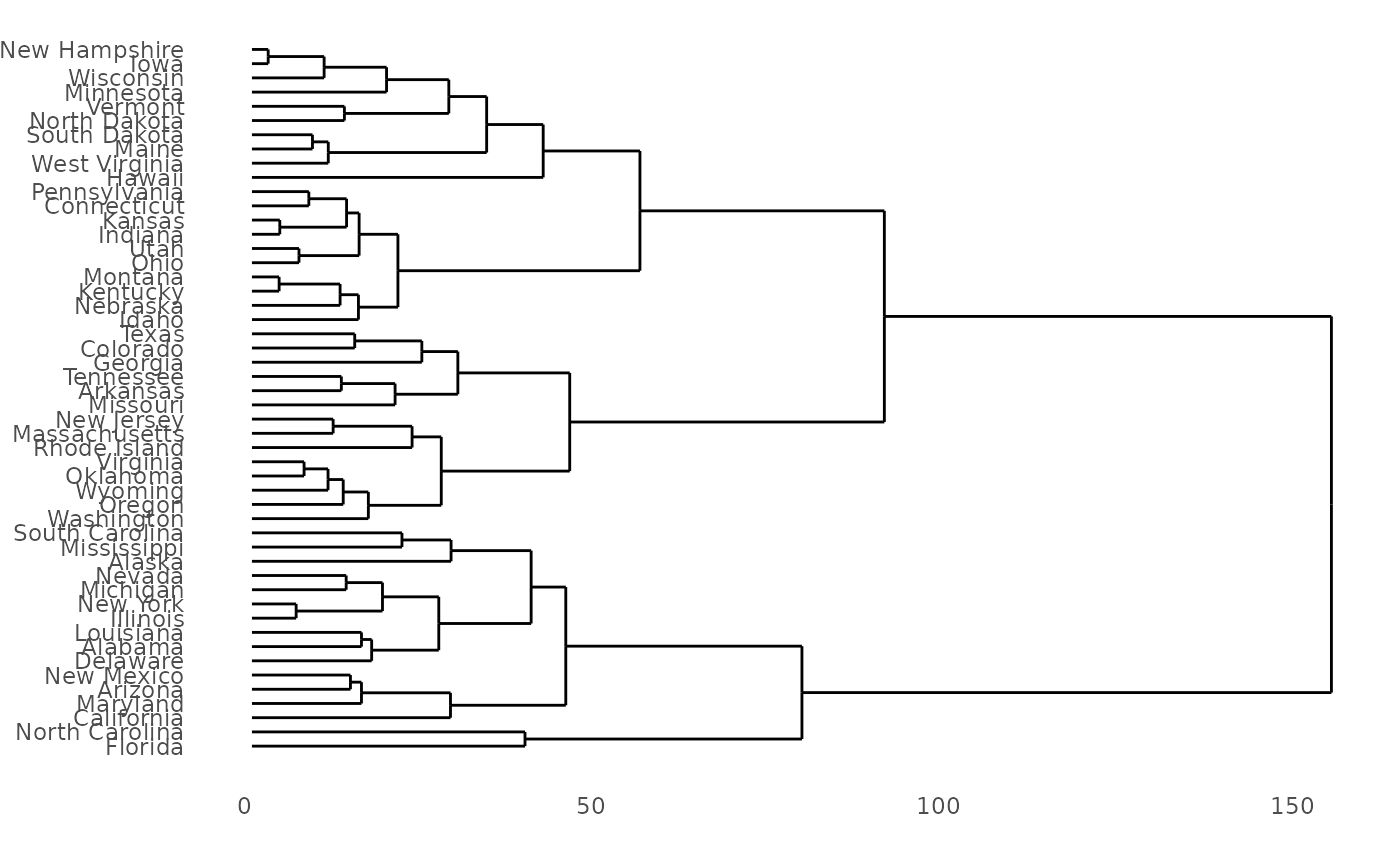 New Hampshire
Iowa
Wisconsin
Minnesota
Vermont
North Dakota
South Dakota
Maine
West Virginia
Hawaii
Pennsylvania
Connecticut
Kansas
Indiana
Utah
Ohio
Montana
Kentucky
Nebraska
Idaho
Texas
Colorado
Georgia
Tennessee
Arkansas
Missouri
New Jersey
Massachusetts
Rhode Island
Virginia
Oklahoma
Wyoming
Oregon
Washington
South Carolina
Mississippi
Alaska
Nevada
Michigan
New York
Illinois
Louisiana
Alabama
Delaware
New Mexico
Arizona
Maryland
California
North Carolina
Florida
0 50 100 150